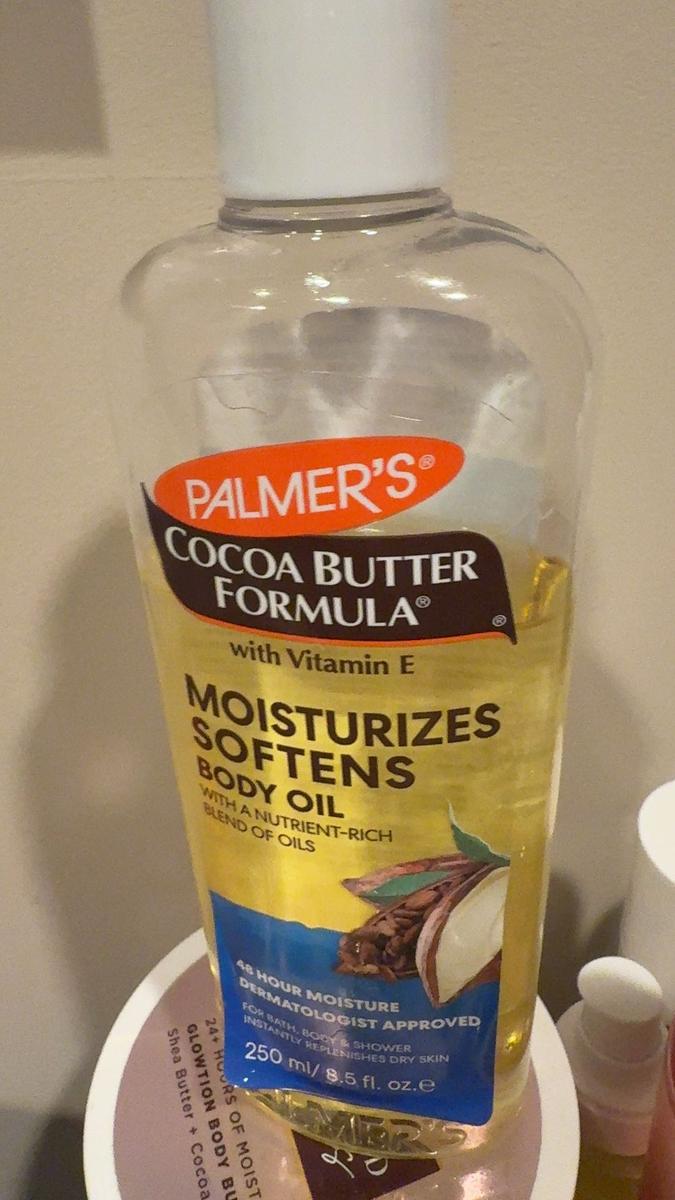 PALMER'S®
COCOA BUTTER
FORMULA®
®
with Vitamin E
MOISTURIZES
SOFTENS
BODY OIL
WITH A NUTRIENT-RICH
BLEND OF OILS
48 HOUR MOISTURE
DERMATOLOGIST APPROVED
FOR BATH, BODY & SHOWER
INSTANTLY REPLENISHES DRY SKIN
250 ml/ 8.5 fl. oz.℮
PALMER'S
24+ HOURS OF MOIST
GLOWTION BODY BU
Shea Butter + Cocoa